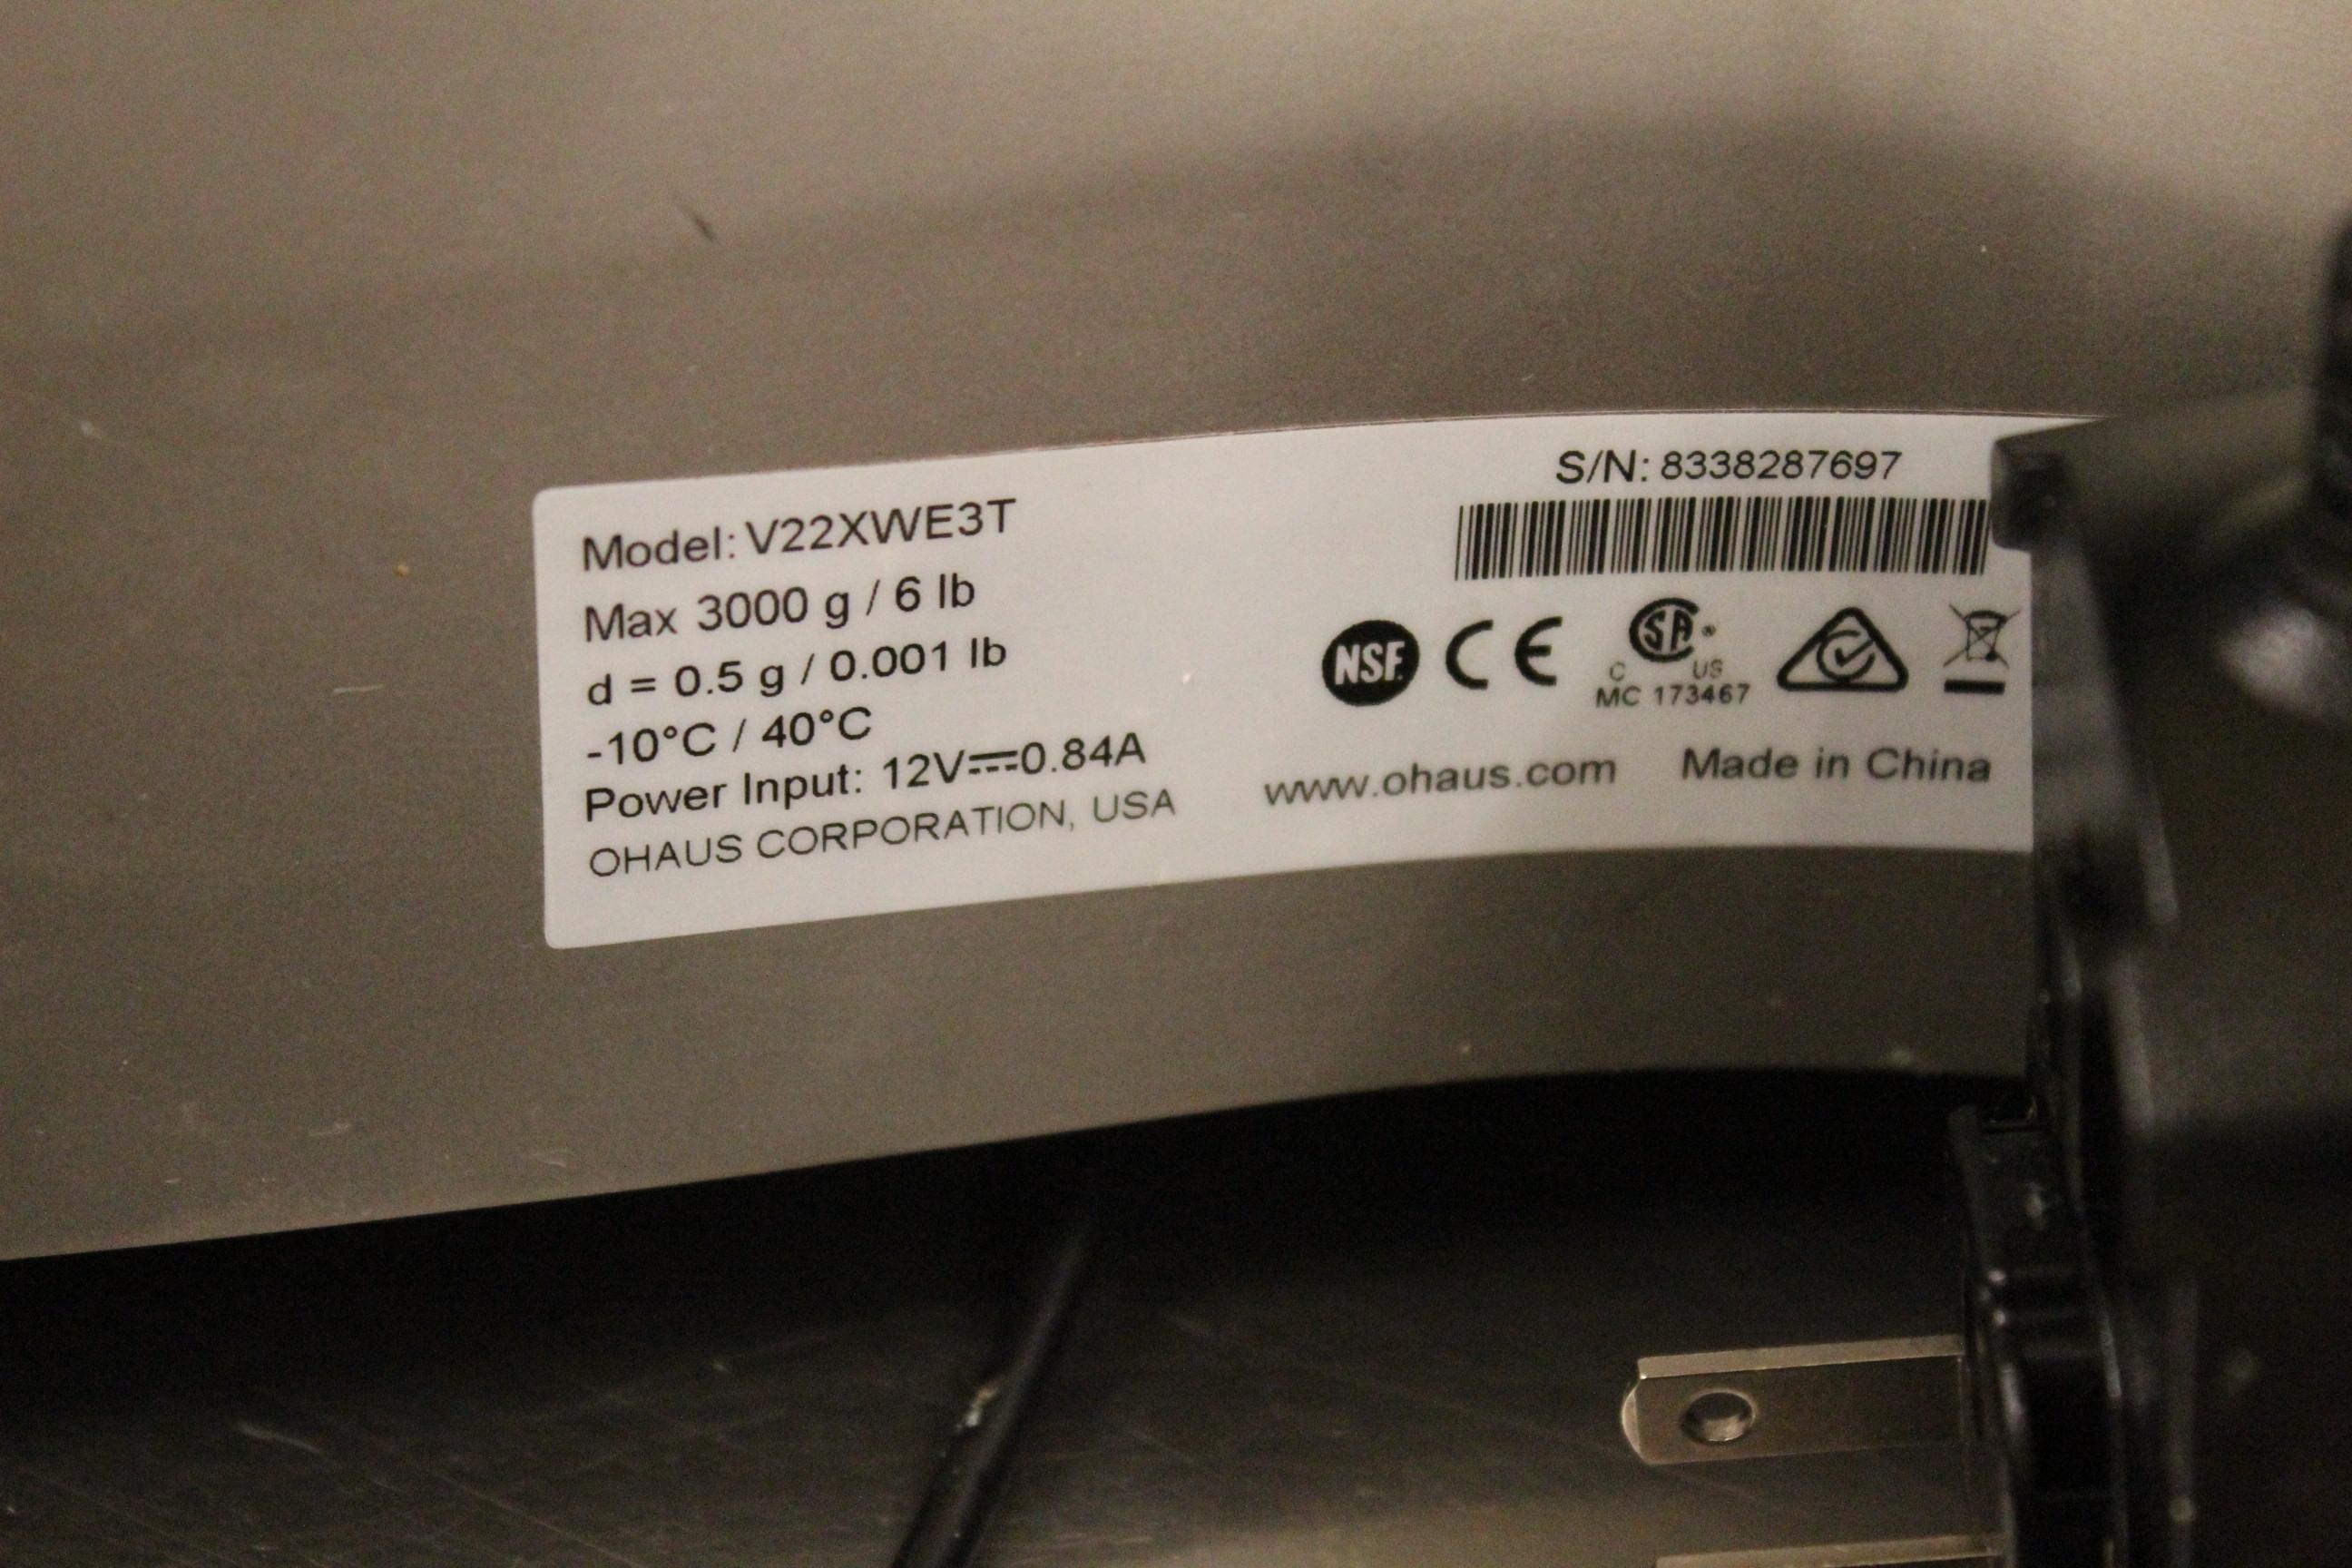 Model: V22XWE3T
Max 3000 g / 6 lb
d = 0.5 g / 0.001 lb
-10°C / 40°C
Power Input: 12V⎓0.84A
OHAUS CORPORATION, USA
S/N: 8338287697
NSF.
CE
SA®
C US
MC 173467
www.ohaus.com Made in China